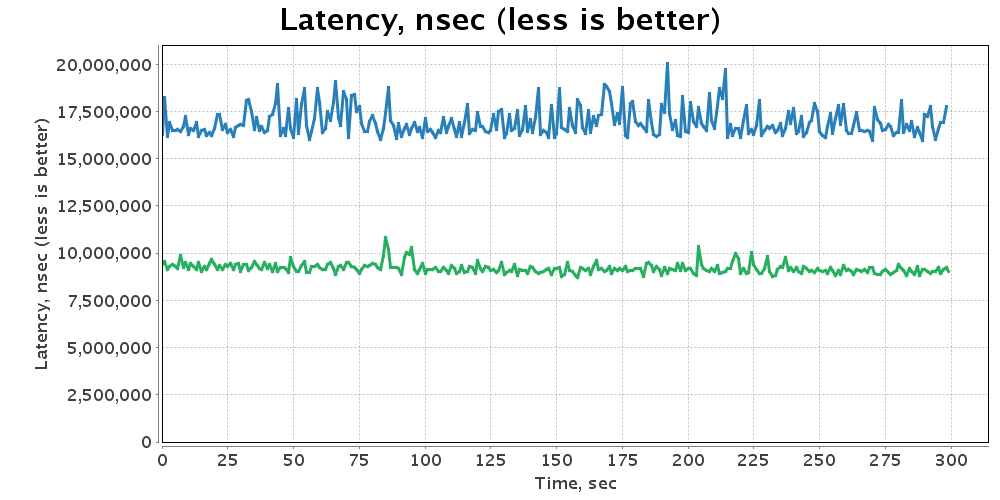 Latency, nsec (less is better)
Latency, nsec (less is better)
20,000,000
17,500,000
15,000,000
12,500,000
10,000,000
7,500,000
5,000,000
2,500,000
0
0 25 50 75 100 125 150 175 200 225 250 275 300
Time, sec